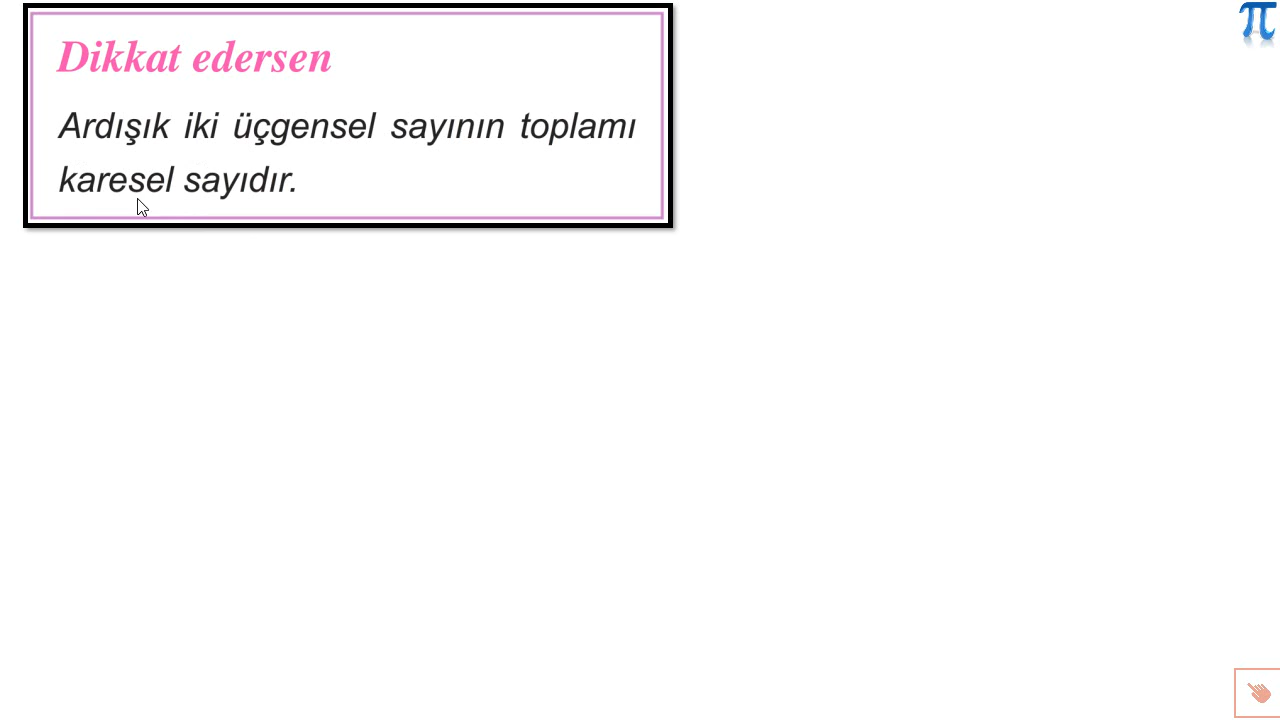 Dikkat edersen
Ardışık iki üçgensel sayının toplamı
karesel sayıdır.
π